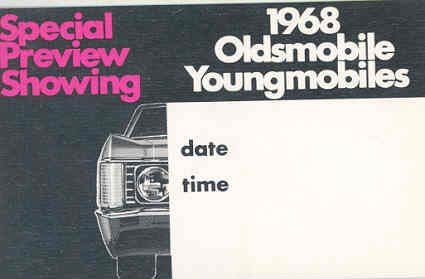 Special
Preview
Showing
1968
Oldsmobile
Youngmobiles
date
time